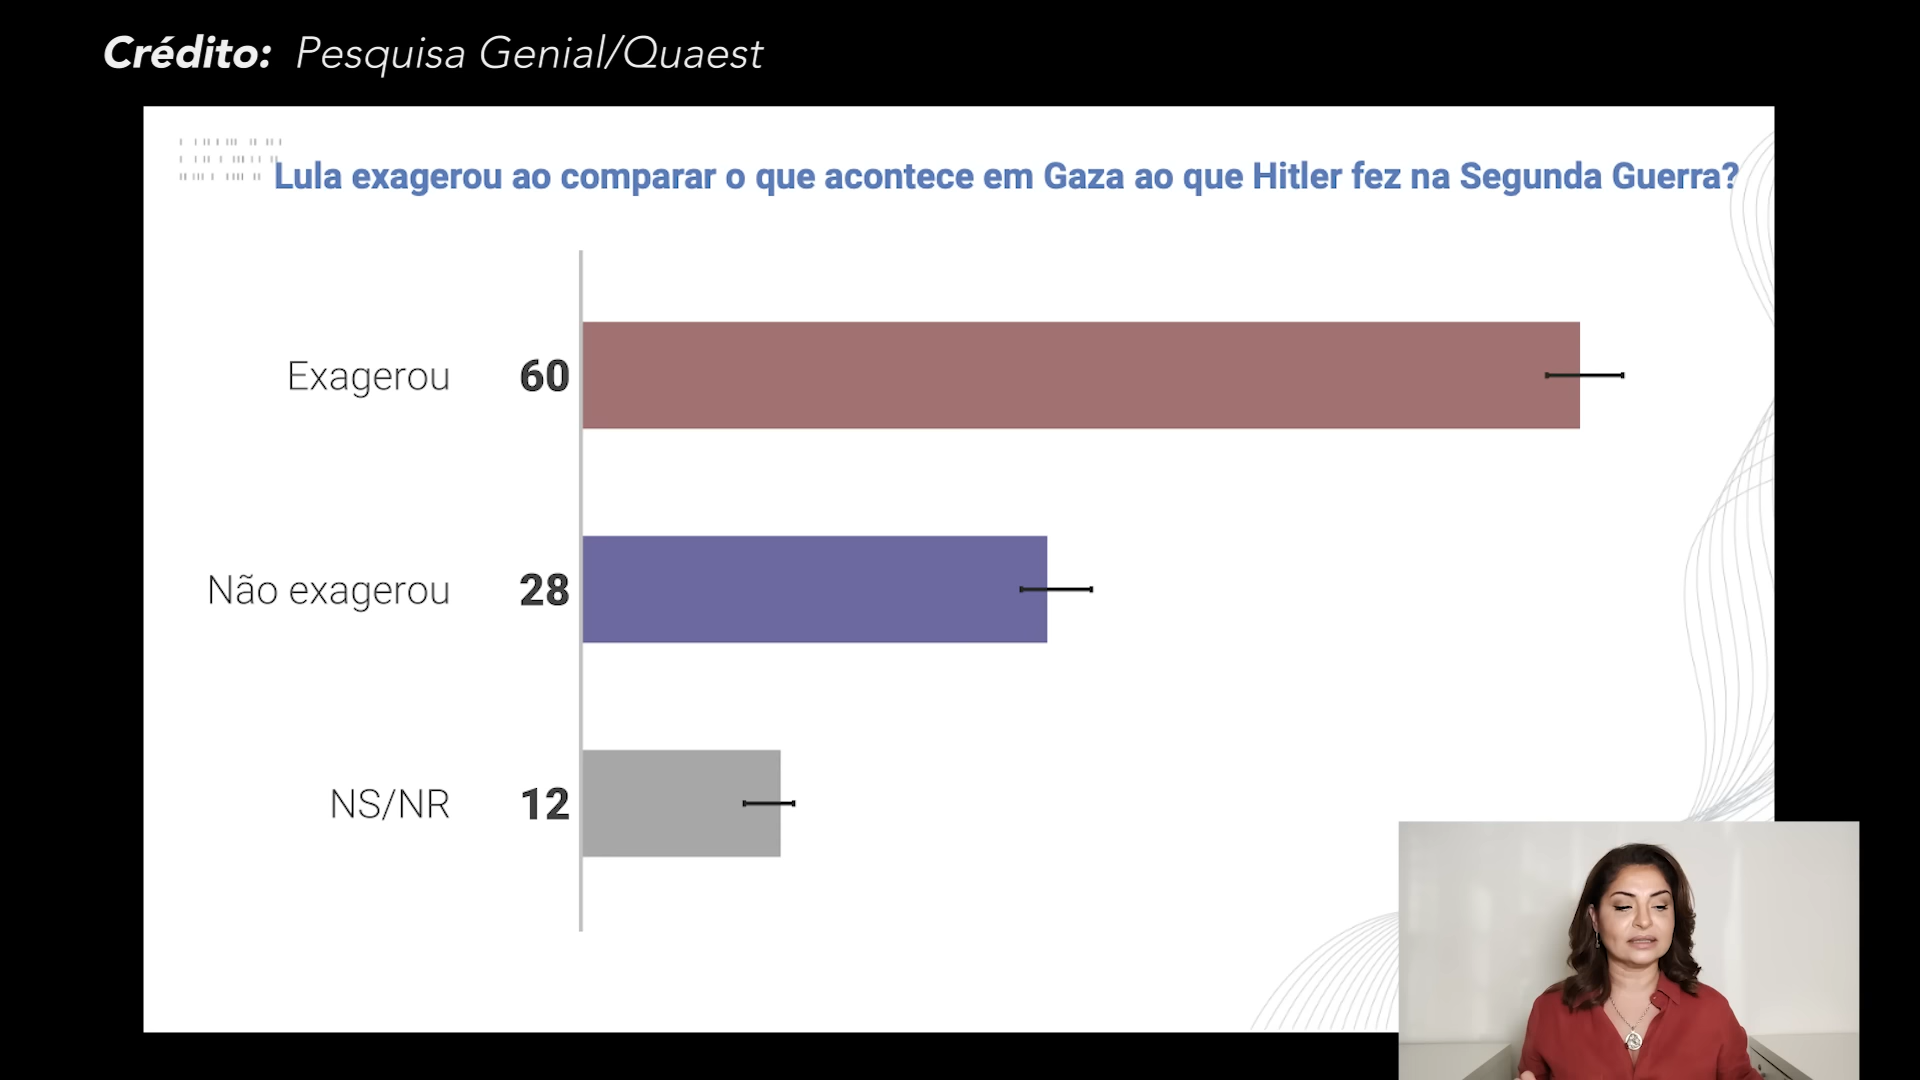 Crédito: Pesquisa Genial/Quaest
Lula exagerou ao comparar o que acontece em Gaza ao que Hitler fez na Segunda Guerra?
Exagerou 60
Não exagerou 28
NS/NR 12